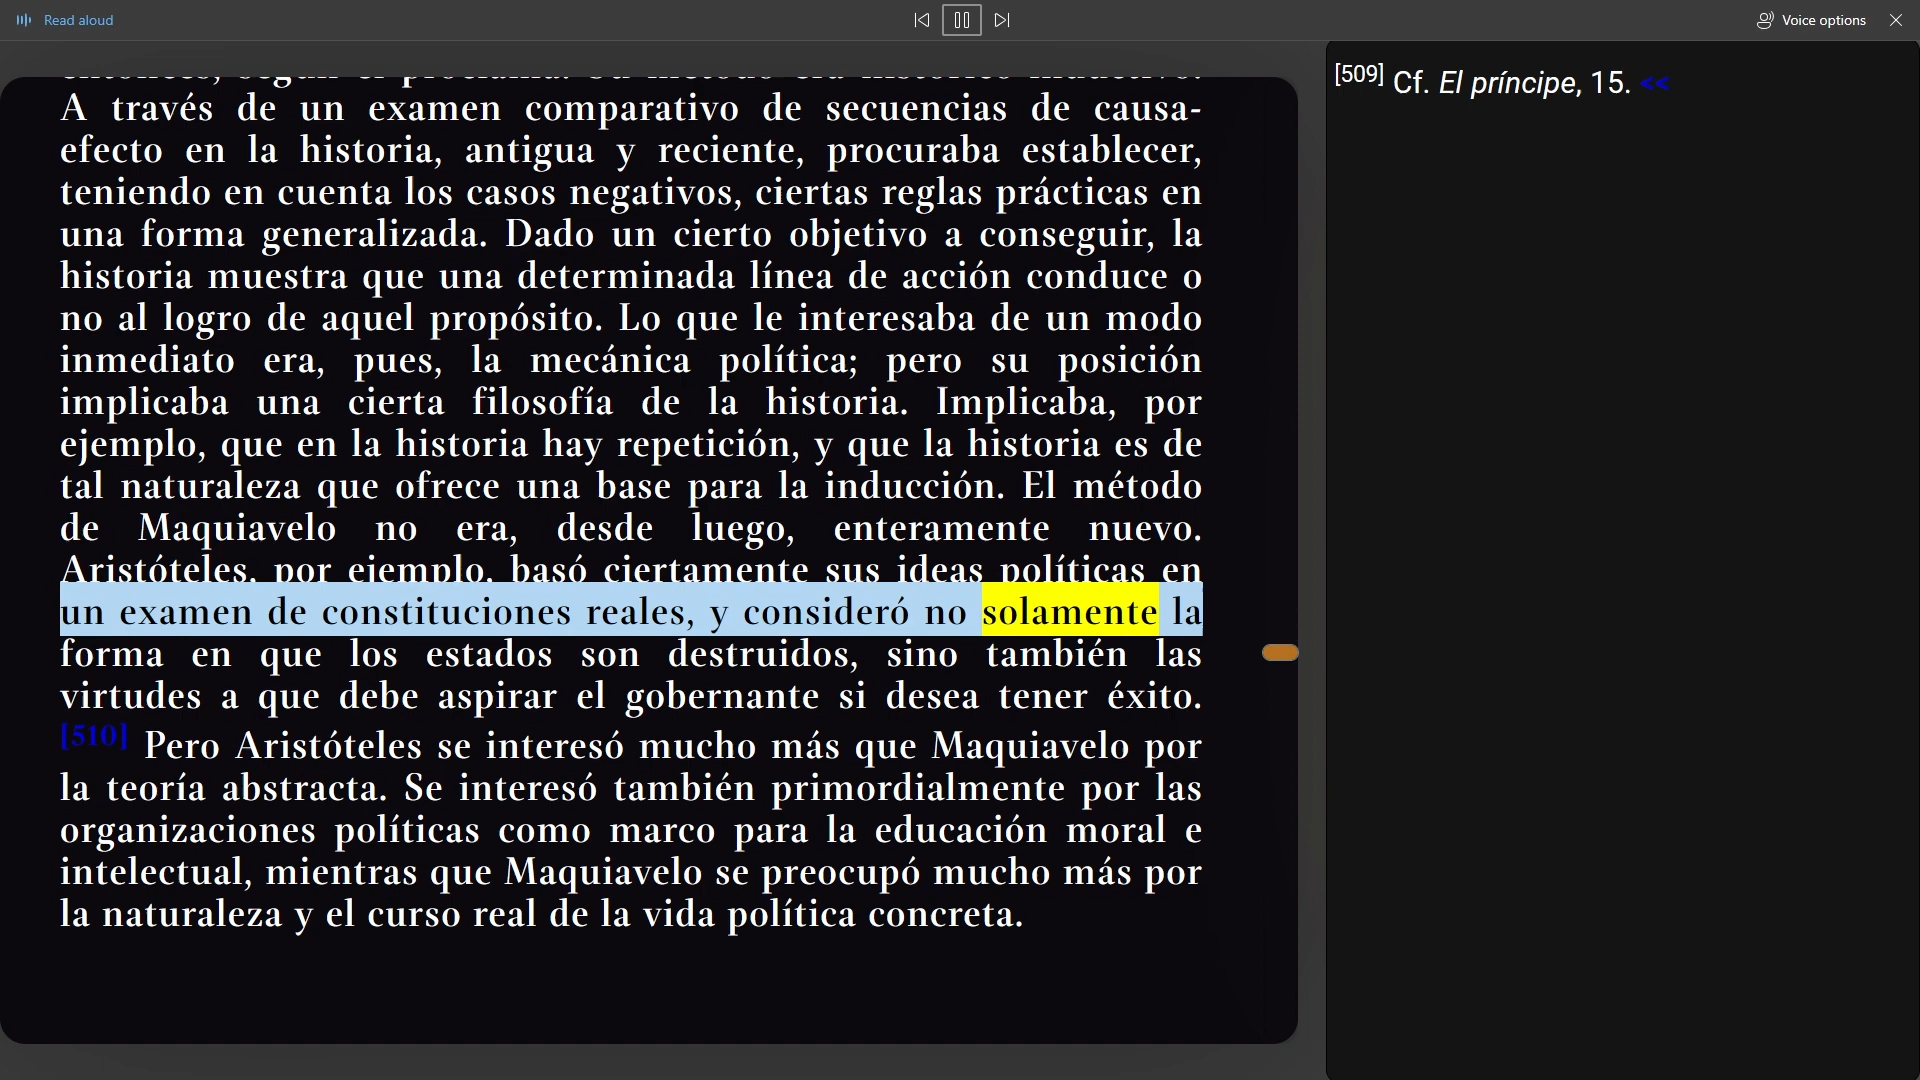 Read aloud
Voice options
A través de un examen comparativo de secuencias de causa-
efecto en la historia, antigua y reciente, procuraba establecer,
teniendo en cuenta los casos negativos, ciertas reglas prácticas en
una forma generalizada. Dado un cierto objetivo a conseguir, la
historia muestra que una determinada línea de acción conduce o
no al logro de aquel propósito. Lo que le interesaba de un modo
inmediato era, pues, la mecánica política; pero su posición
implicaba una cierta filosofía de la historia. Implicaba, por
ejemplo, que en la historia hay repetición, y que la historia es de
tal naturaleza que ofrece una base para la inducción. El método
de Maquiavelo no era, desde luego, enteramente nuevo.
Aristóteles, por ejemplo, basó ciertamente sus ideas políticas en
un examen de constituciones reales, y consideró no solamente la
forma en que los estados son destruidos, sino también las
virtudes a que debe aspirar el gobernante si desea tener éxito.
[510] Pero Aristóteles se interesó mucho más que Maquiavelo por
la teoría abstracta. Se interesó también primordialmente por las
organizaciones políticas como marco para la educación moral e
intelectual, mientras que Maquiavelo se preocupó mucho más por
la naturaleza y el curso real de la vida política concreta.
[509] Cf. El príncipe, 15. <<